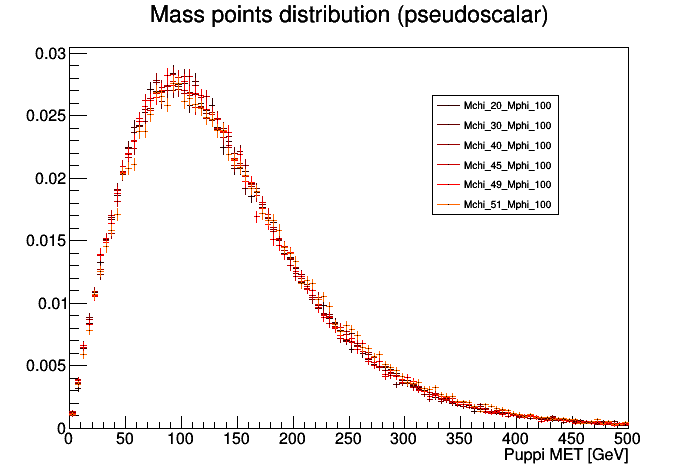 Mass points distribution (pseudoscalar)
0.03
0.025
0.02
0.015
0.01
0.005
0
Mchi_20_Mphi_100
Mchi_30_Mphi_100
Mchi_40_Mphi_100
Mchi_45_Mphi_100
Mchi_49_Mphi_100
Mchi_51_Mphi_100
0 50 100 150 200 250 300 350 400 450 500
Puppi MET [GeV]